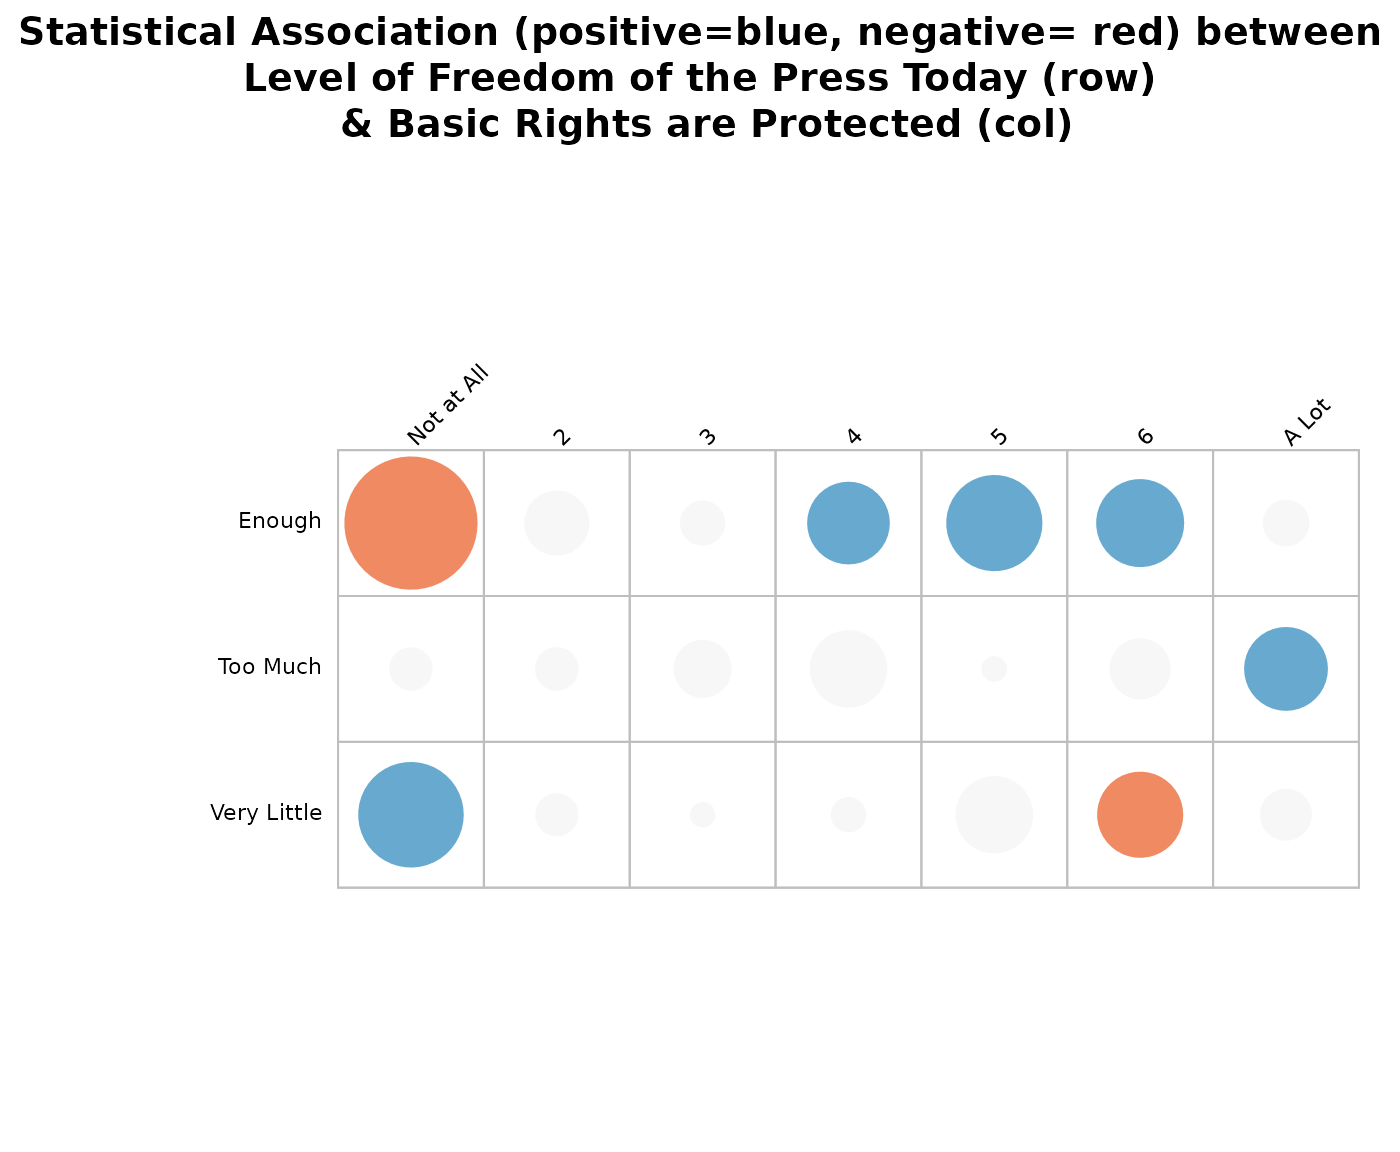 Statistical Association (positive=blue, negative= red) between
Level of Freedom of the Press Today (row)
& Basic Rights are Protected (col)
Not at All
2
3
4
5
6
A Lot
Enough
Too Much
Very Little